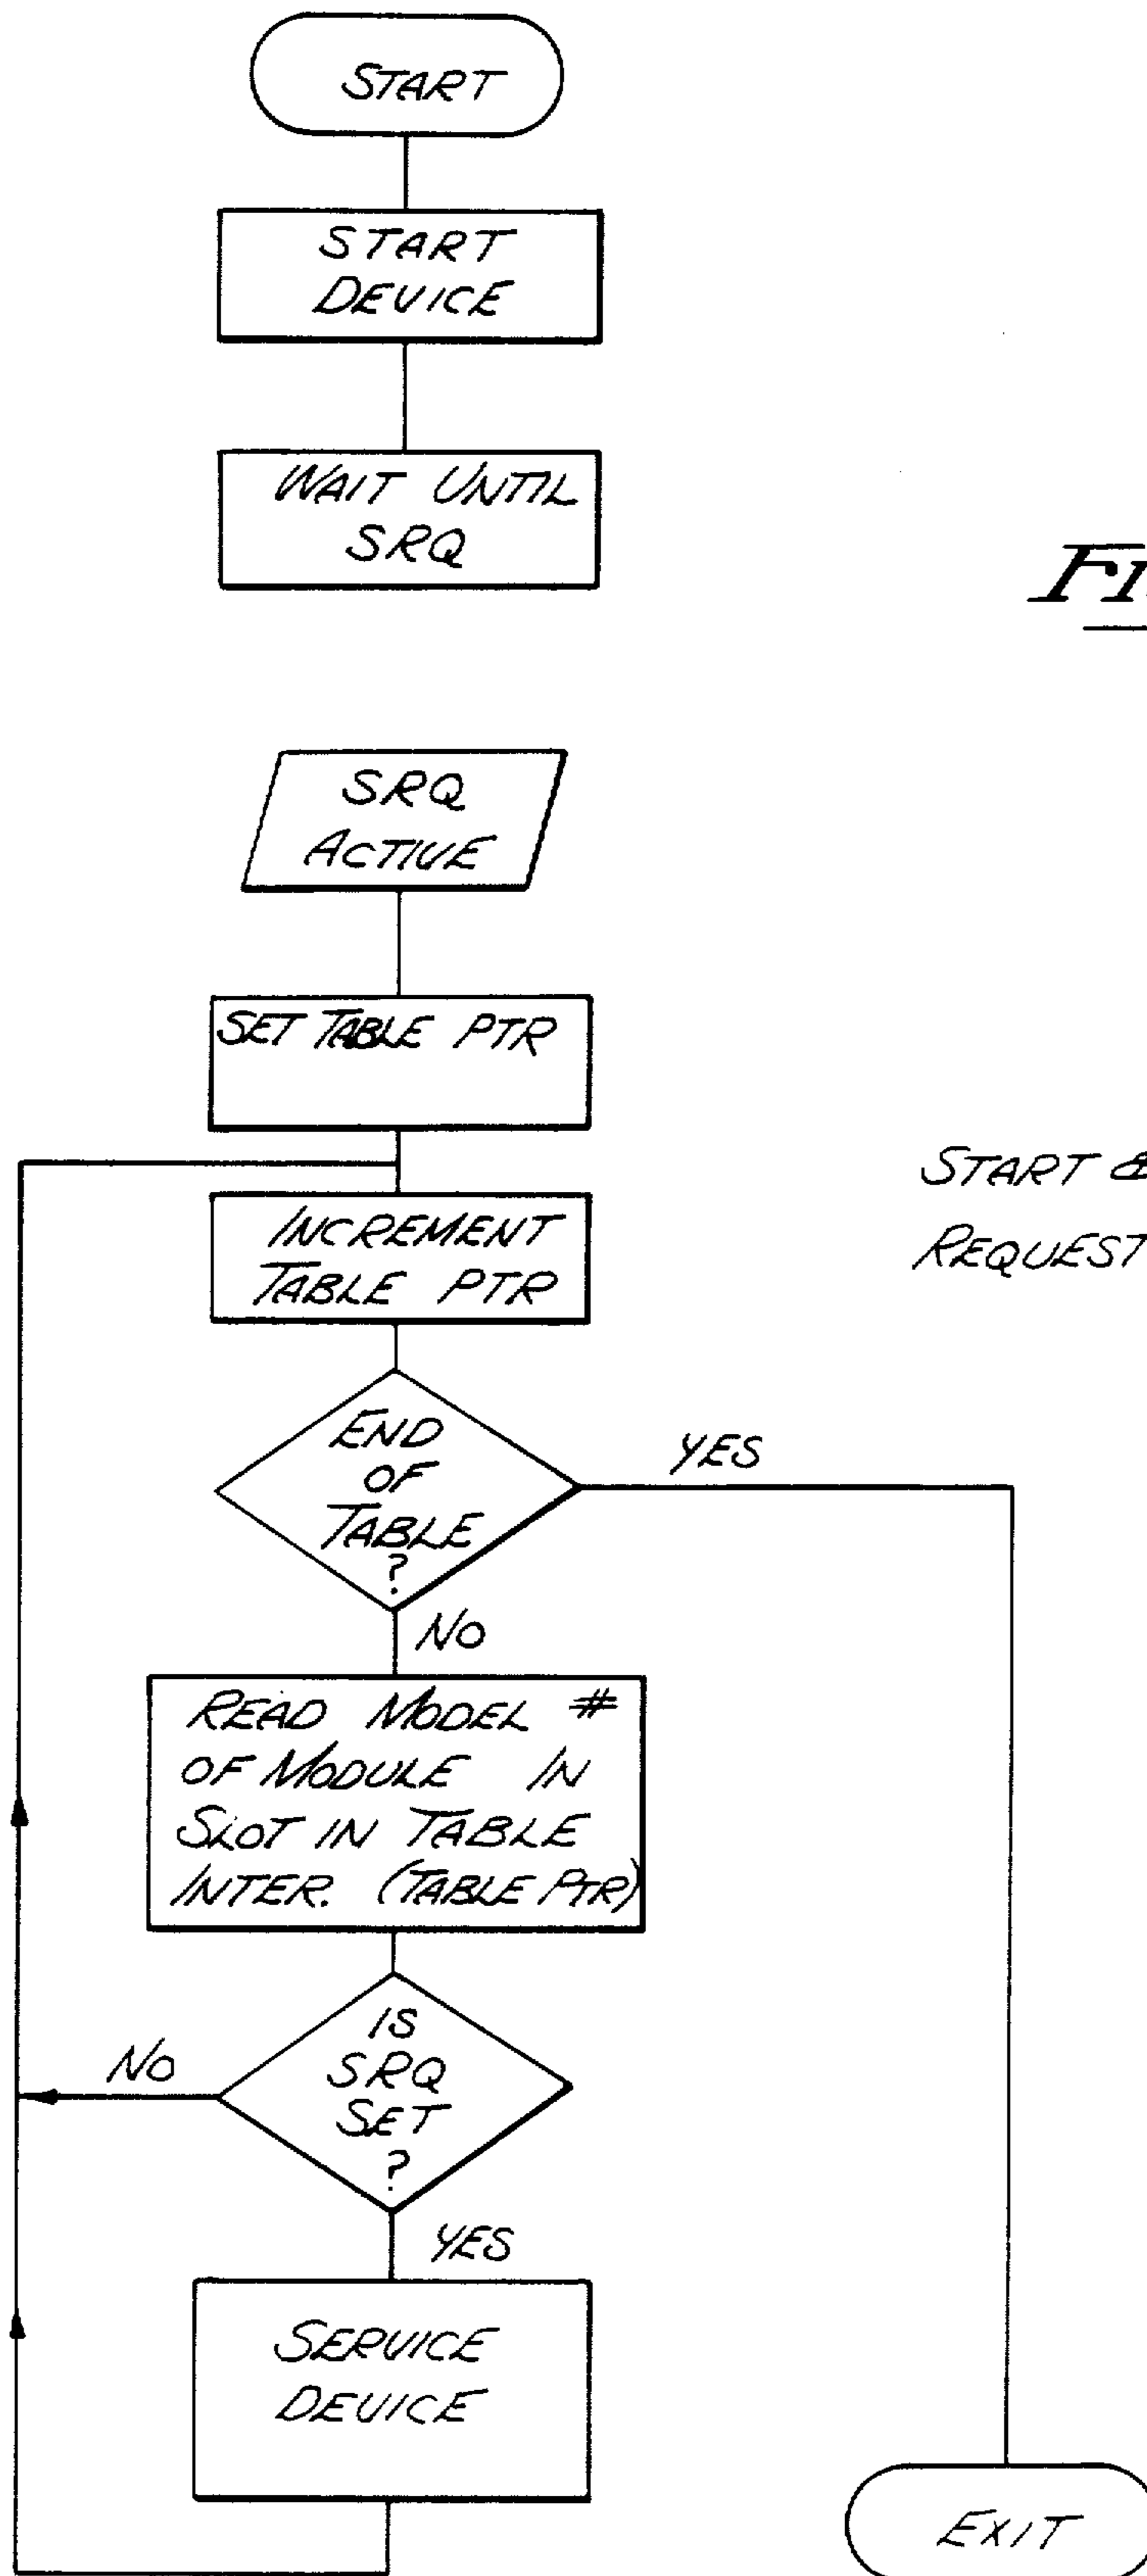 START
START
DEVICE
WAIT UNTIL
SRQ
SRQ
ACTIVE
SET TABLE PTR
START &
REQUEST
INCREMENT
TABLE PTR
END
OF
TABLE
?
YES
NO
READ MODEL #
OF MODULE IN
SLOT IN TABLE
INTER. (TABLE PTR)
IS
SRQ
SET
?
NO
YES
SERVICE
DEVICE
EXIT